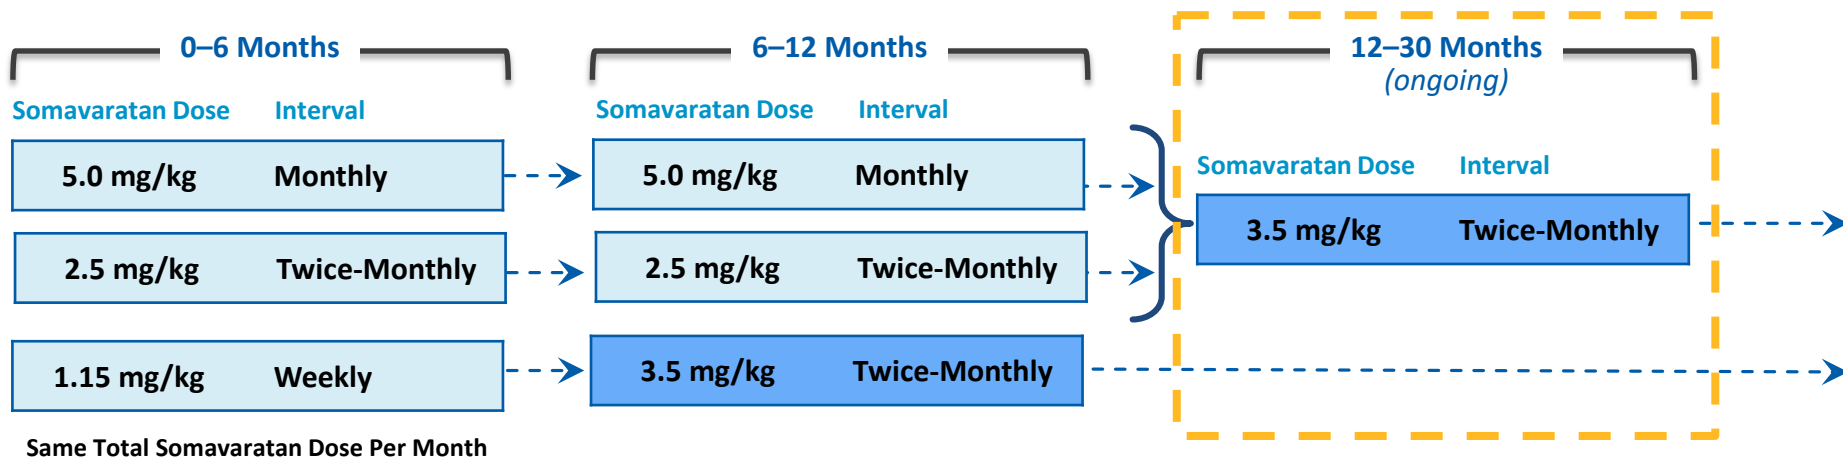 0–6 Months
Somavaratan Dose Interval
5.0 mg/kg Monthly
2.5 mg/kg Twice-Monthly
1.15 mg/kg Weekly
Same Total Somavaratan Dose Per Month
6–12 Months
Somavaratan Dose Interval
5.0 mg/kg Monthly
2.5 mg/kg Twice-Monthly
3.5 mg/kg Twice-Monthly
12–30 Months
(ongoing)
Somavaratan Dose Interval
3.5 mg/kg Twice-Monthly